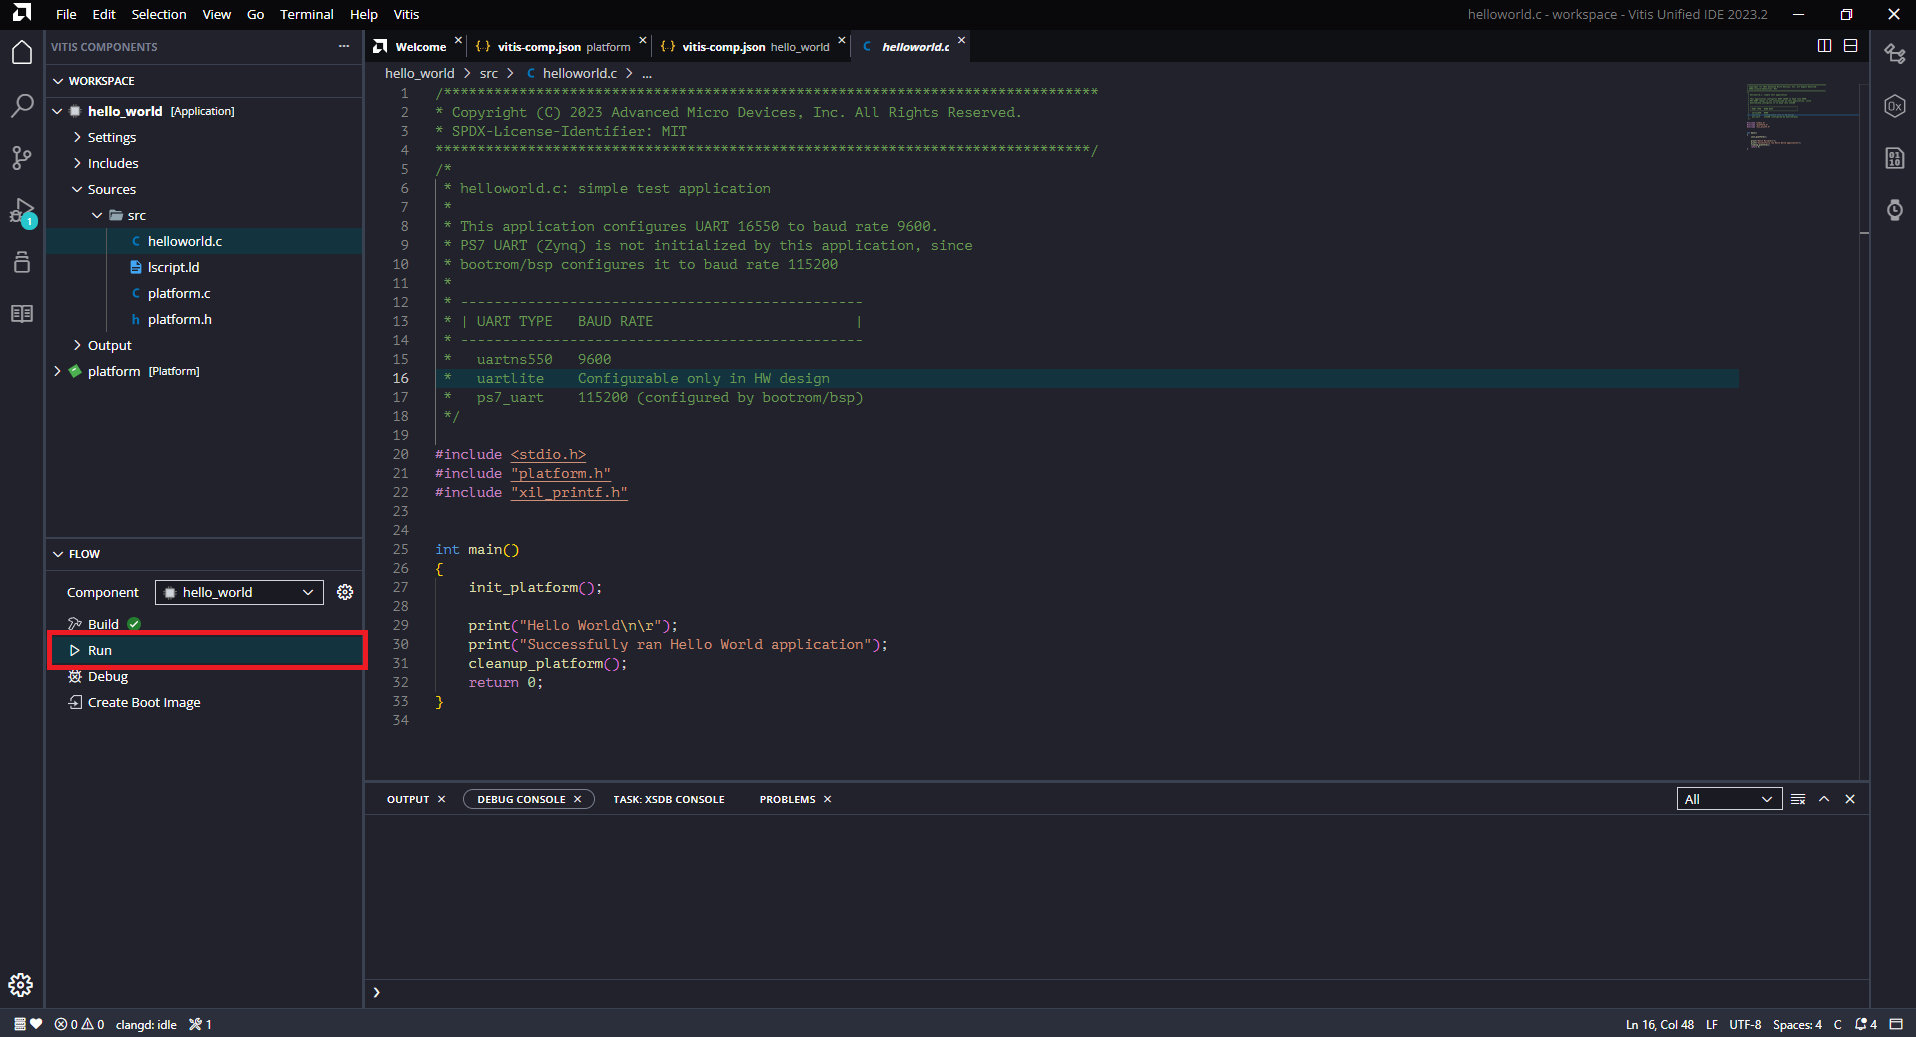 File Edit Selection View Go Terminal Help Vitis
helloworld.c - workspace - Vitis Unified IDE 2023.2
VITIS COMPONENTS
WORKSPACE
hello_world [Application]
Settings
Includes
Sources
src
helloworld.c
lscript.ld
platform.c
platform.h
Output
platform [Platform]
1
FLOW
Component hello_world
Build
Run
Debug
Create Boot Image
Welcome vitis-comp.json platform vitis-comp.json hello_world helloworld.c
hello_world > src > C helloworld.c > ...
1 /******************************************************************************
2 * Copyright (C) 2023 Advanced Micro Devices, Inc. All Rights Reserved.
3 * SPDX-License-Identifier: MIT
4 ******************************************************************************/
5 /*
6 * helloworld.c: simple test application
7 *
8 * This application configures UART 16550 to baud rate 9600.
9 * PS7 UART (Zynq) is not initialized by this application, since
10 * bootrom/bsp configures it to baud rate 115200
11 *
12 * ------------------------------------------------
13 * | UART TYPE BAUD RATE |
14 * ------------------------------------------------
15 * uartns550 9600
16 * uartlite Configurable only in HW design
17 * ps7_uart 115200 (configured by bootrom/bsp)
18 */
19
20 #include <stdio.h>
21 #include "platform.h"
22 #include "xil_printf.h"
23
24
25 int main()
26 {
27 init_platform();
28
29 print("Hello World\n\r");
30 print("Successfully ran Hello World application");
31 cleanup_platform();
32 return 0;
33 }
34
OUTPUT DEBUG CONSOLE TASK: XSDB CONSOLE PROBLEMS
All
0x
01
10
0 0 clangd: idle 1
Ln 16, Col 48 LF UTF-8 Spaces: 4 C 4